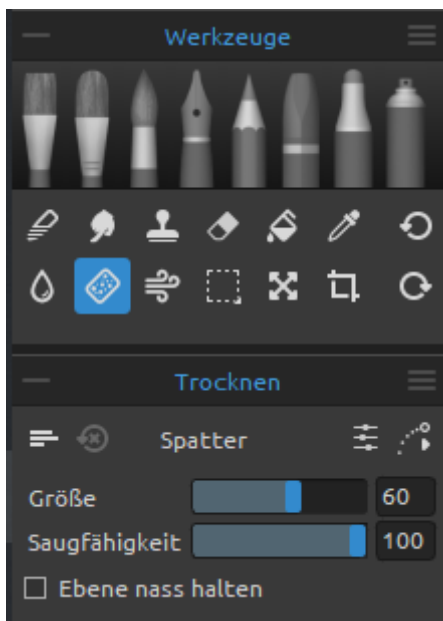 Werkzeuge
Trocknen
Spatter
Größe 60
Saugfähigkeit 100
Ebene nass halten